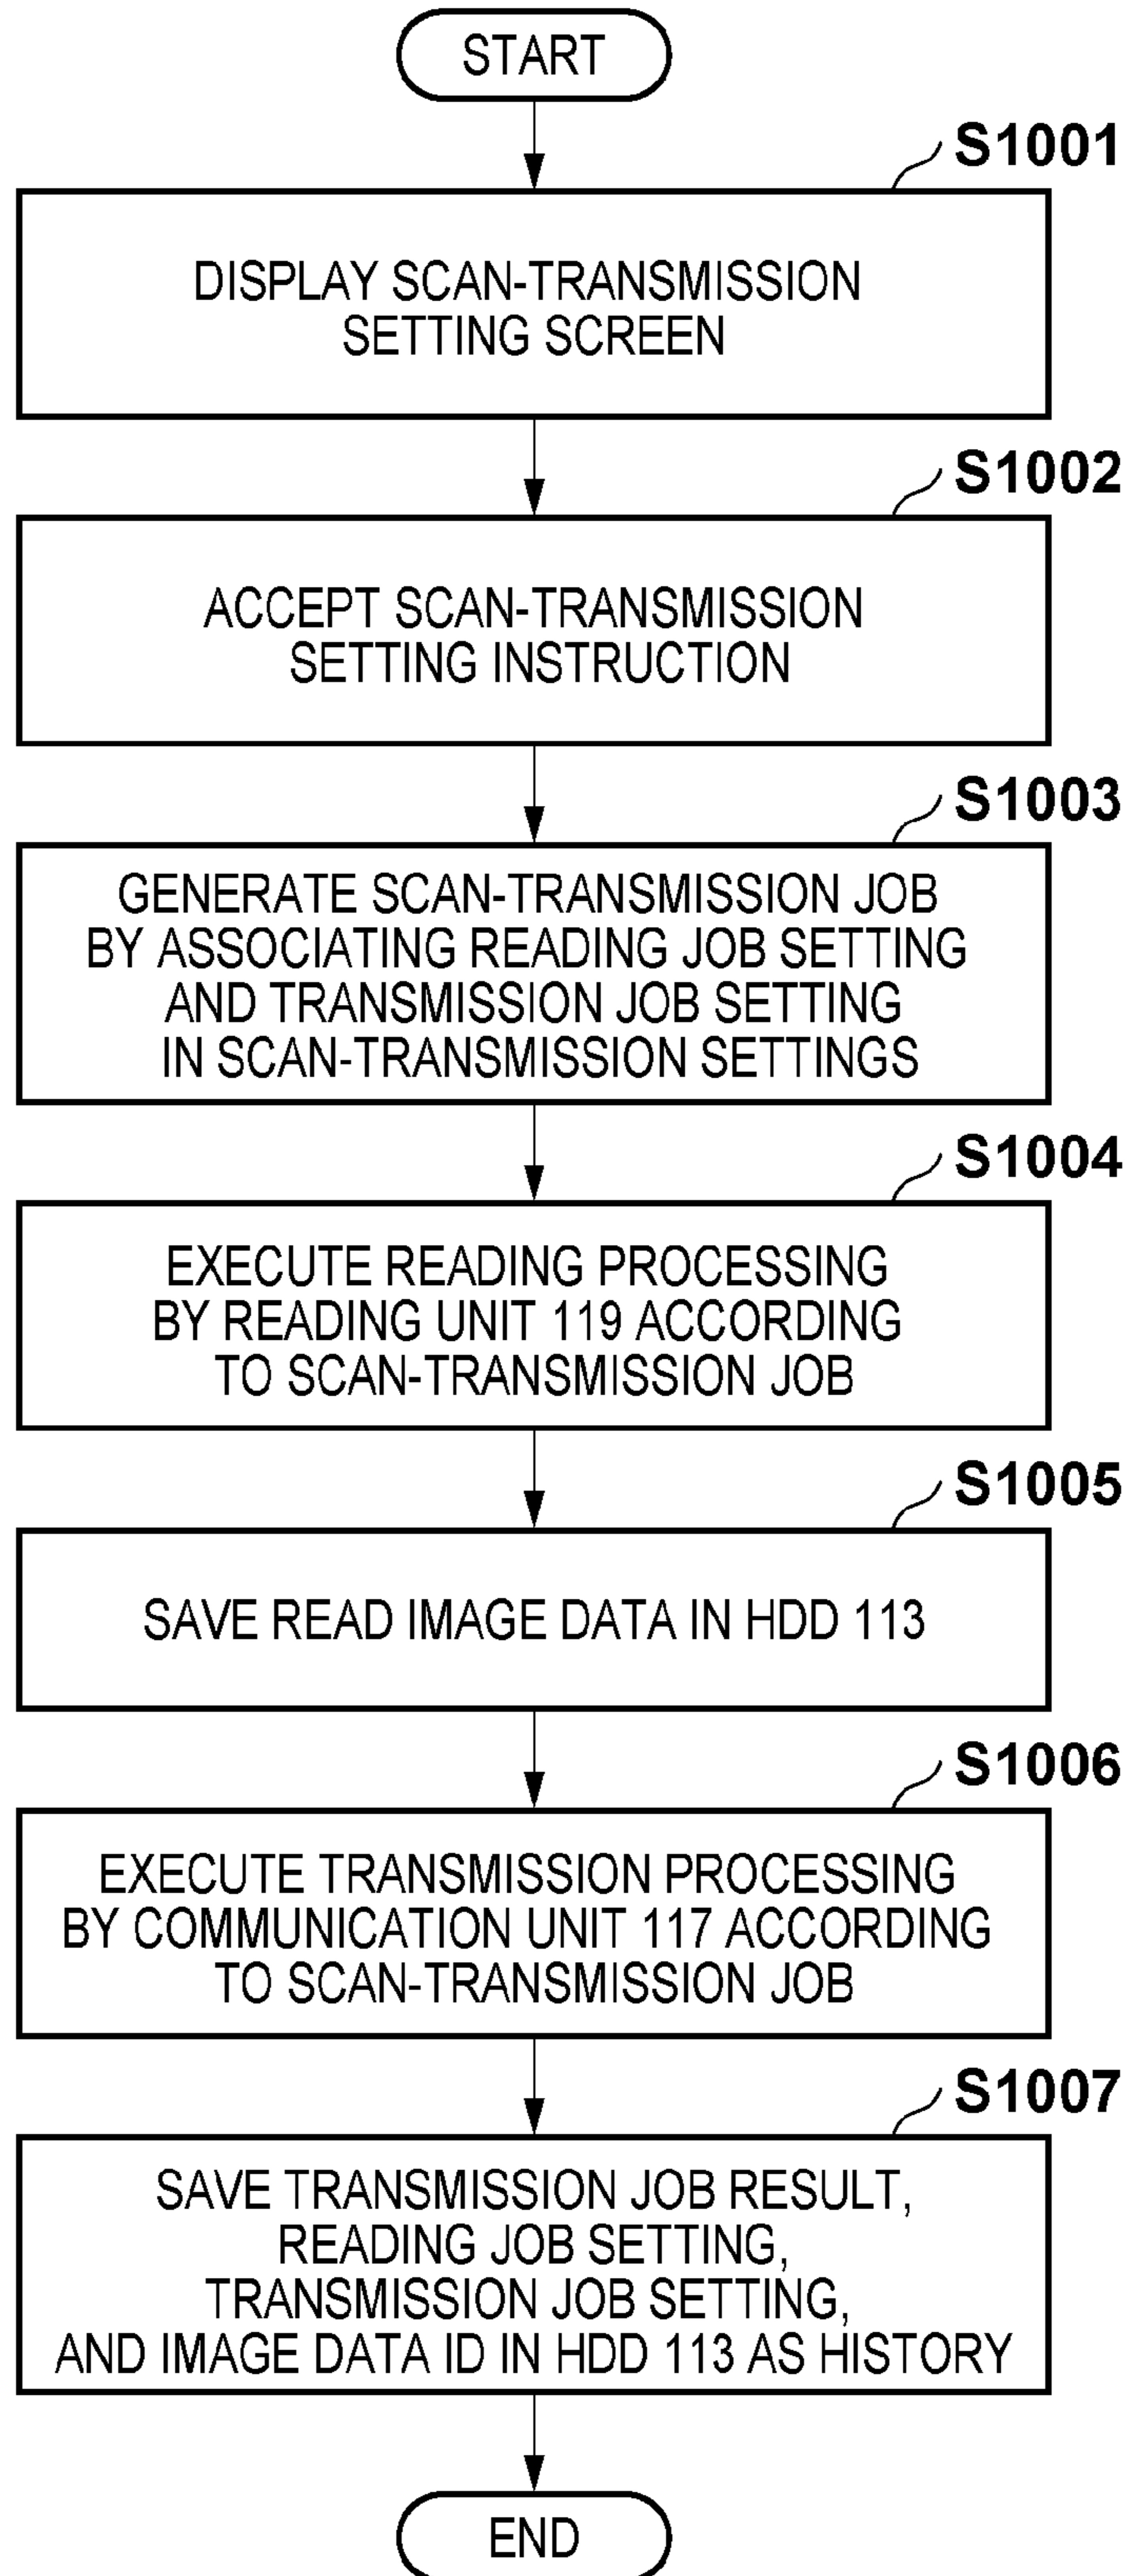 START
S1001
DISPLAY SCAN-TRANSMISSION
SETTING SCREEN
S1002
ACCEPT SCAN-TRANSMISSION
SETTING INSTRUCTION
S1003
GENERATE SCAN-TRANSMISSION JOB
BY ASSOCIATING READING JOB SETTING
AND TRANSMISSION JOB SETTING
IN SCAN-TRANSMISSION SETTINGS
S1004
EXECUTE READING PROCESSING
BY READING UNIT 119 ACCORDING
TO SCAN-TRANSMISSION JOB
S1005
SAVE READ IMAGE DATA IN HDD 113
S1006
EXECUTE TRANSMISSION PROCESSING
BY COMMUNICATION UNIT 117 ACCORDING
TO SCAN-TRANSMISSION JOB
S1007
SAVE TRANSMISSION JOB RESULT,
READING JOB SETTING,
TRANSMISSION JOB SETTING,
AND IMAGE DATA ID IN HDD 113 AS HISTORY
END